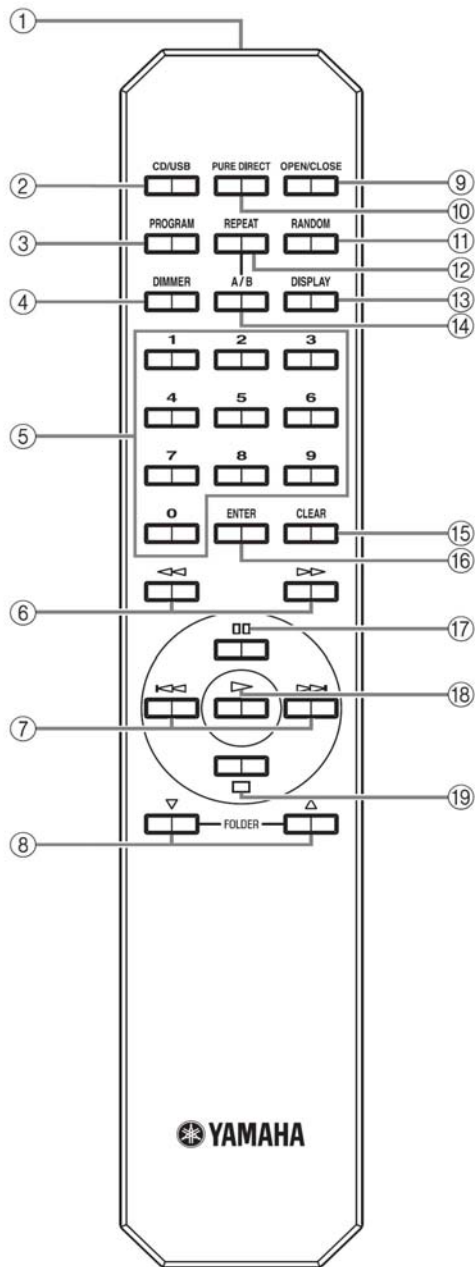 ①
CD/USB PURE DIRECT OPEN/CLOSE
② ⑨
⑩
PROGRAM REPEAT RANDOM
③ ⑪
⑫
DIMMER A/B DISPLAY
④ ⑬
⑭
1 2 3
4 5 6
⑤
7 8 9
0 ENTER CLEAR
⑮
⑯
⑥
⑰
⑱
⑦
⑲
FOLDER
⑧
YAMAHA